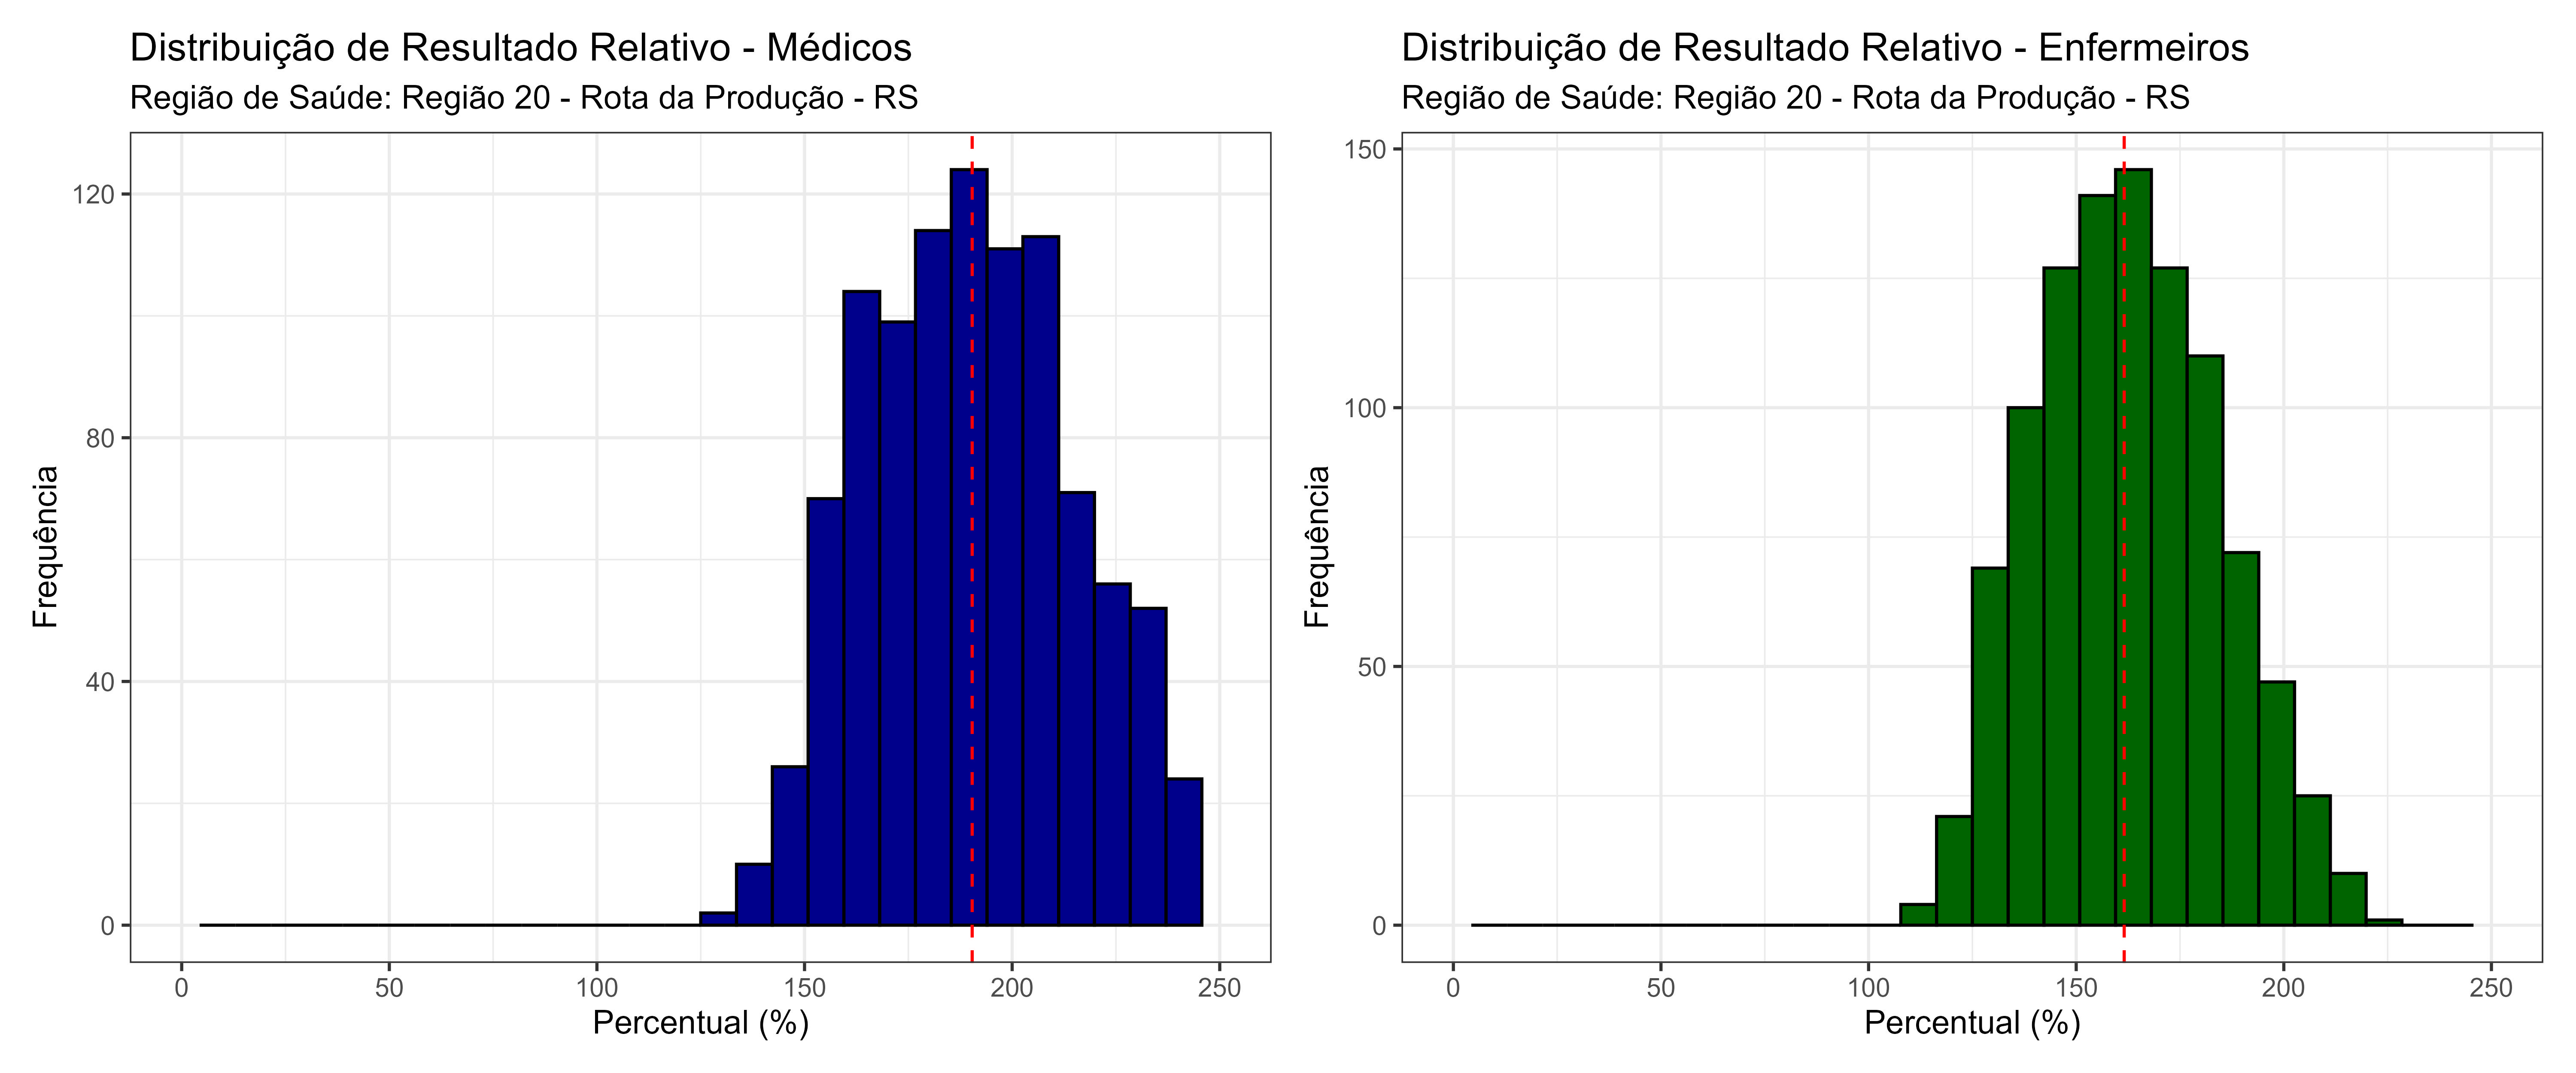 Distribuição de Resultado Relativo - Médicos
Região de Saúde: Região 20 - Rota da Produção - RS
120
80
40
0
Frequência
0 50 100 150 200 250
Percentual (%)
Distribuição de Resultado Relativo - Enfermeiros
Região de Saúde: Região 20 - Rota da Produção - RS
150
100
50
0
Frequência
0 50 100 150 200 250
Percentual (%)